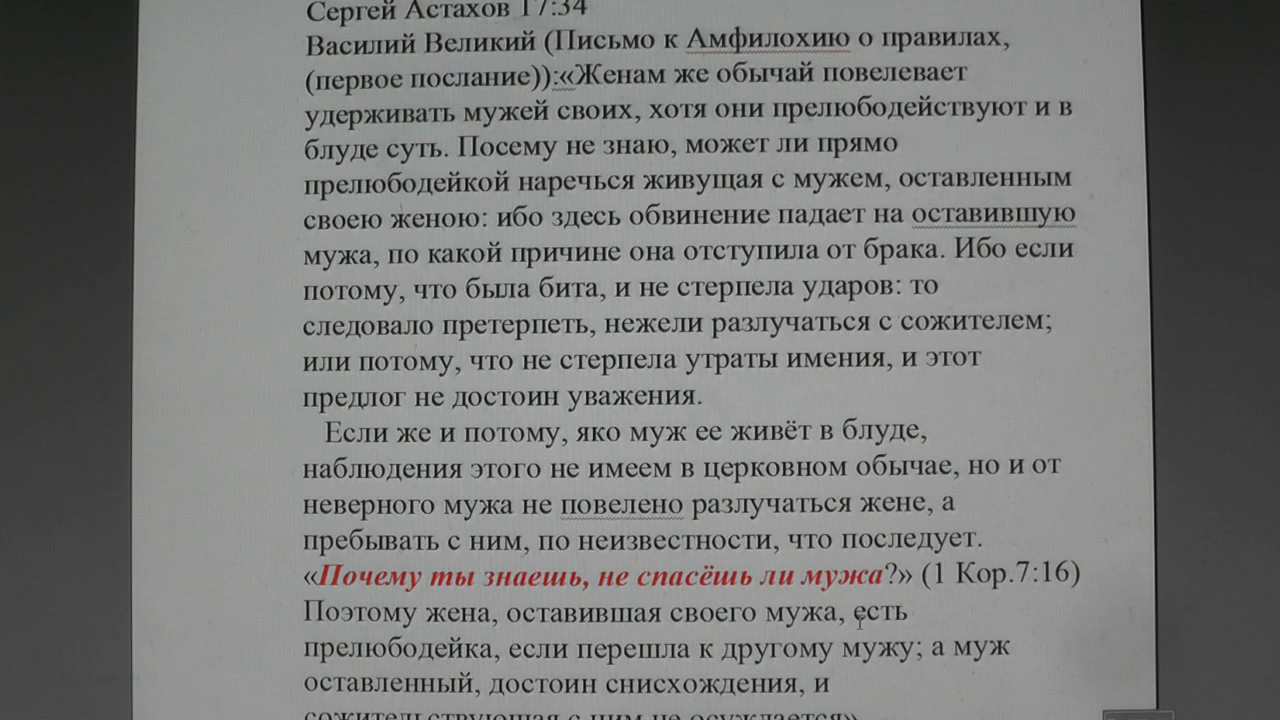 Сергей Астахов 17:34
Василий Великий (Письмо к Амфилохию о правилах,
(первое послание)):«Женам же обычай повелевает
удерживать мужей своих, хотя они прелюбодействуют и в
блуде суть. Посему не знаю, может ли прямо
прелюбодейкой наречься живущая с мужем, оставленным
своею женою: ибо здесь обвинение падает на оставившую
мужа, по какой причине она отступила от брака. Ибо если
потому, что была бита, и не стерпела ударов: то
следовало претерпеть, нежели разлучаться с сожителем;
или потому, что не стерпела утраты имения, и этот
предлог не достоин уважения.
Если же и потому, яко муж ее живёт в блуде,
наблюдения этого не имеем в церковном обычае, но и от
неверного мужа не повелено разлучаться жене, а
пребывать с ним, по неизвестности, что последует.
«Почему ты знаешь, не спасёшь ли мужа?» (1 Кор.7:16)
Поэтому жена, оставившая своего мужа, есть
прелюбодейка, если перешла к другому мужу; а муж
оставленный, достоин снисхождения, и
сожительствующая с ним не осуждается»